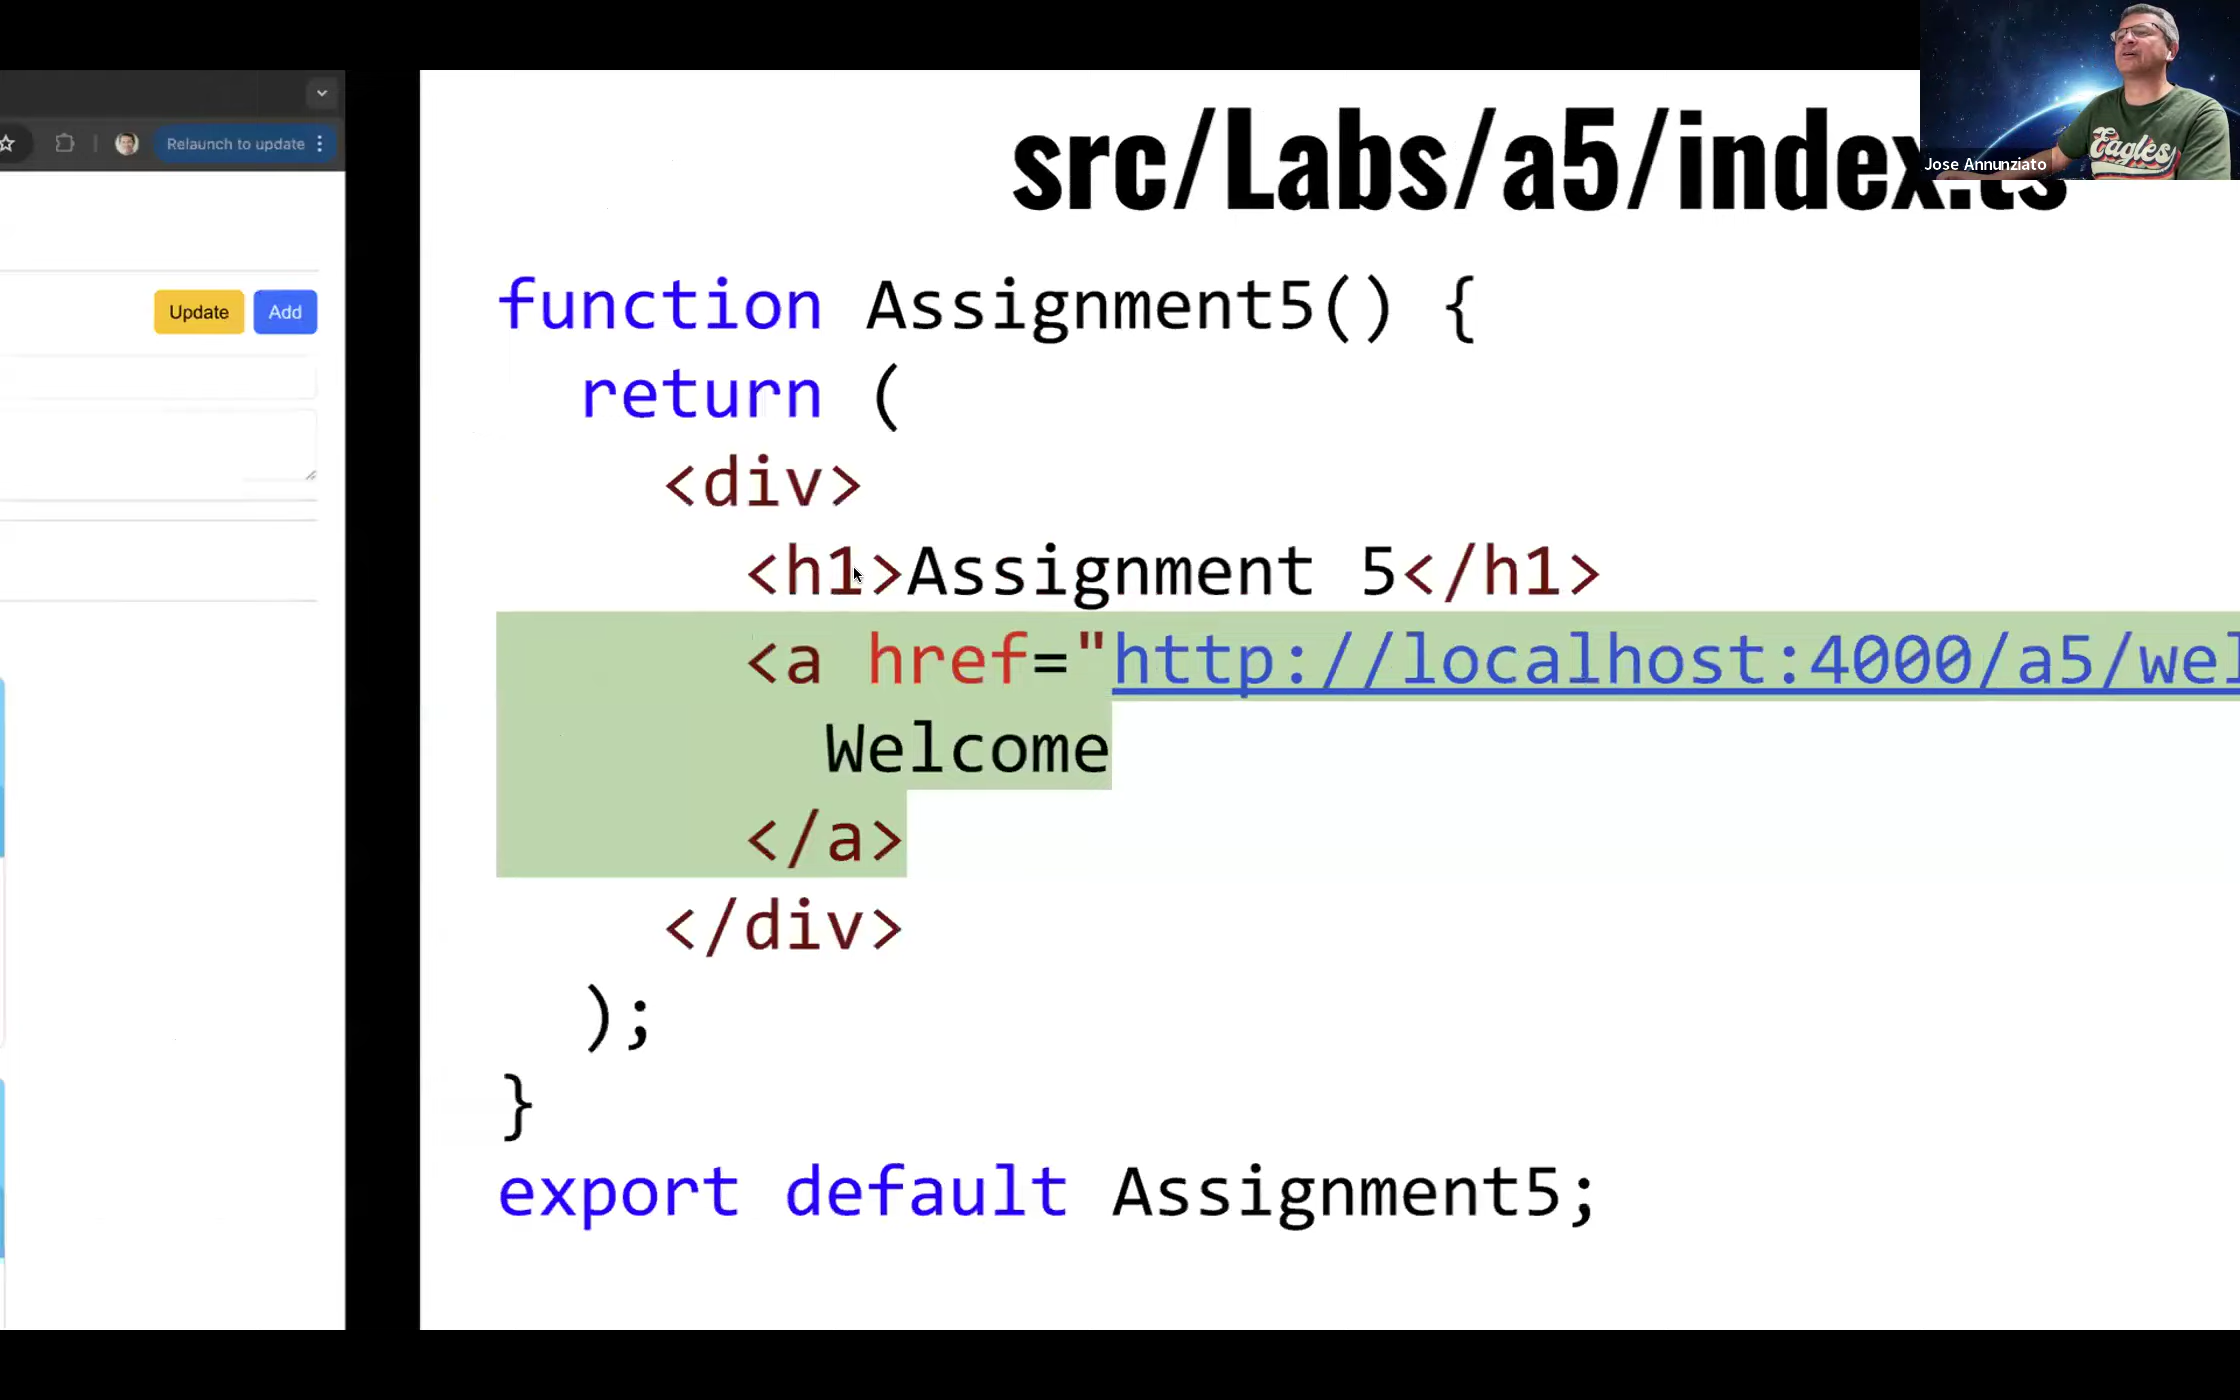 Relaunch to update
Update
Add
src/Labs/a5/index.ts
function Assignment5() {
return (
<div>
<h1>Assignment 5</h1>
<a href="http://localhost:4000/a5/wel
Welcome
</a>
</div>
);
}
export default Assignment5;
Eagles
Jose Annunziato